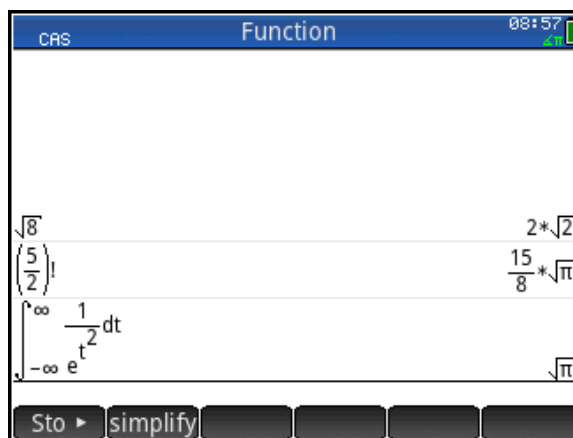 CAS Function 08:57
∡π
√8 2*√2
(5/2)! 15/8*√π
∫_-∞^∞ 1/e^t^2 dt √π
Sto ► simplify